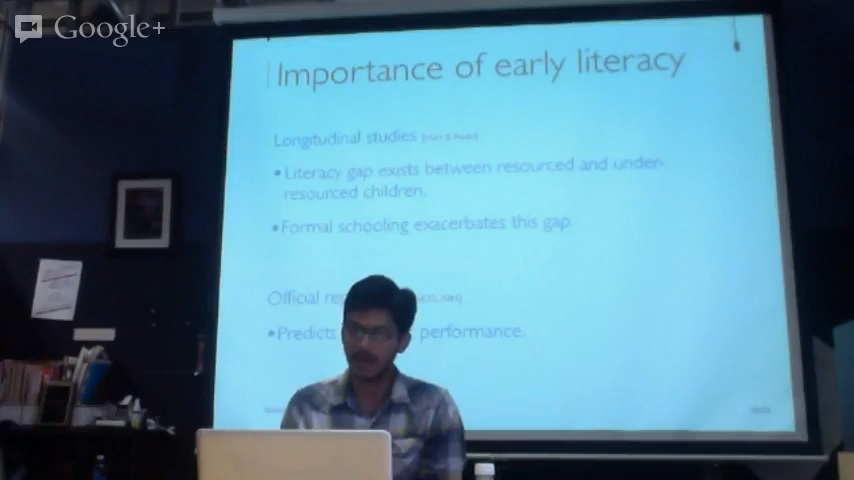 Google+
Importance of early literacy
Longitudinal studies
• Literacy gap exists between resourced and under-
resourced children.
• Formal schooling exacerbates this gap
Official
• Predicts performance.